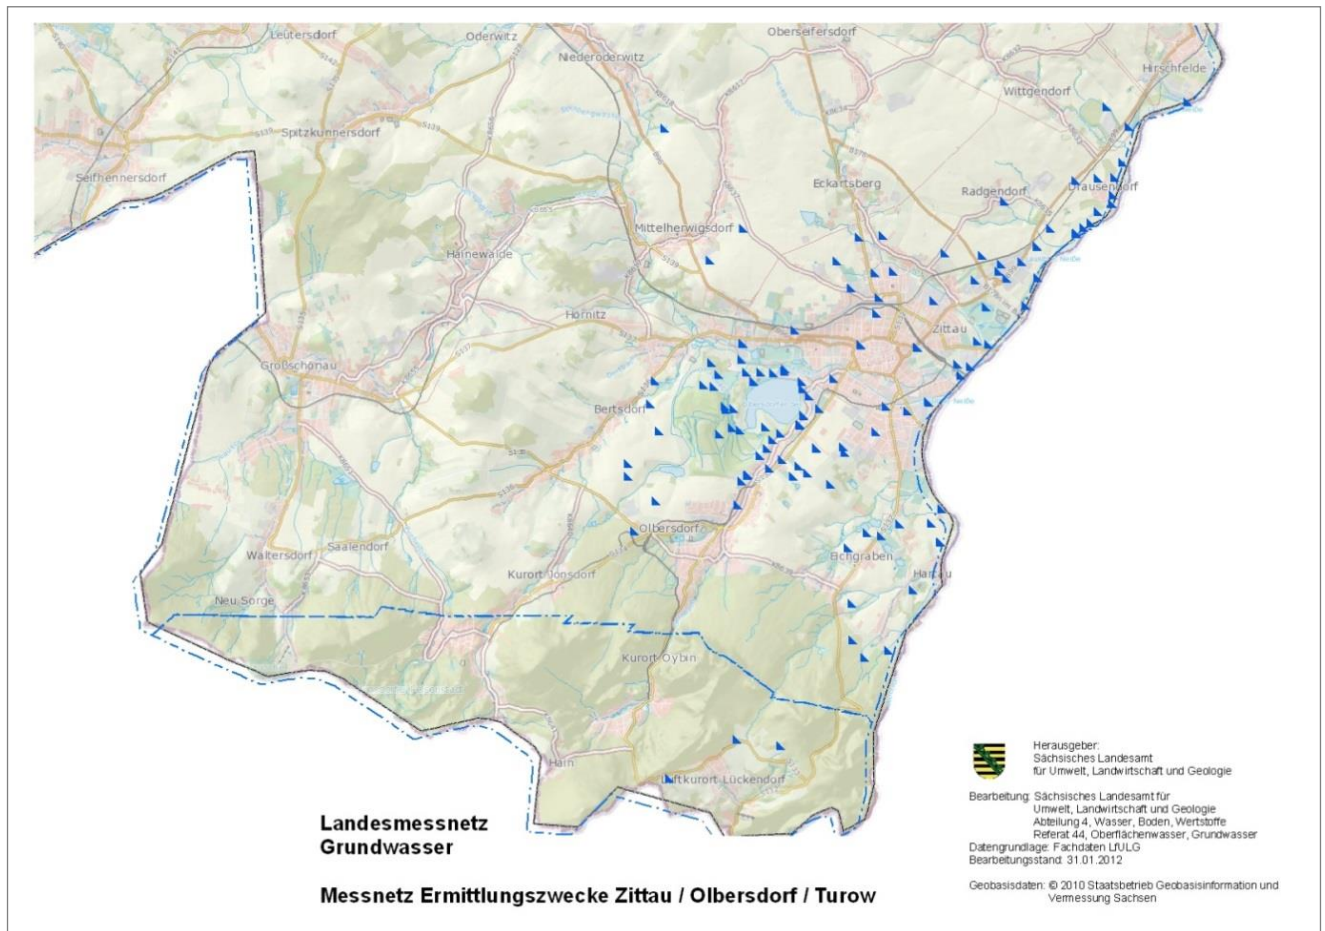 Leutersdorf
Oderwitz
Oberseifersdorf
Niederoderwitz
Hirschfelde
Wittgendorf
Spitzkunnersdorf
Seifhennersdorf
Eckartsberg
Radgendorf
Drausendorf
Mittelherwigsdorf
Hainewalde
Hörnitz
Zittau
Großschönau
Bertsdorf
Olbersdorf
Waltersdorf
Saalendorf
Eichgraben
Kurort Jonsdorf
Hartau
Neu Sorge
Kurort Oybin
Hain
Luftkurort Lückendorf
Landesmessnetz
Grundwasser
Messnetz Ermittlungszwecke Zittau / Olbersdorf / Turow
Herausgeber:
Sächsisches Landesamt
für Umwelt, Landwirtschaft und Geologie
Bearbeitung: Sächsisches Landesamt für
Umwelt, Landwirtschaft und Geologie
Abteilung 4, Wasser, Boden, Wertstoffe
Referat 44, Oberflächenwasser, Grundwasser
Datengrundlage: Fachdaten LfULG
Bearbeitungsstand: 31.01.2012
Geobasisdaten: © 2010 Staatsbetrieb Geobasisinformation und
Vermessung Sachsen